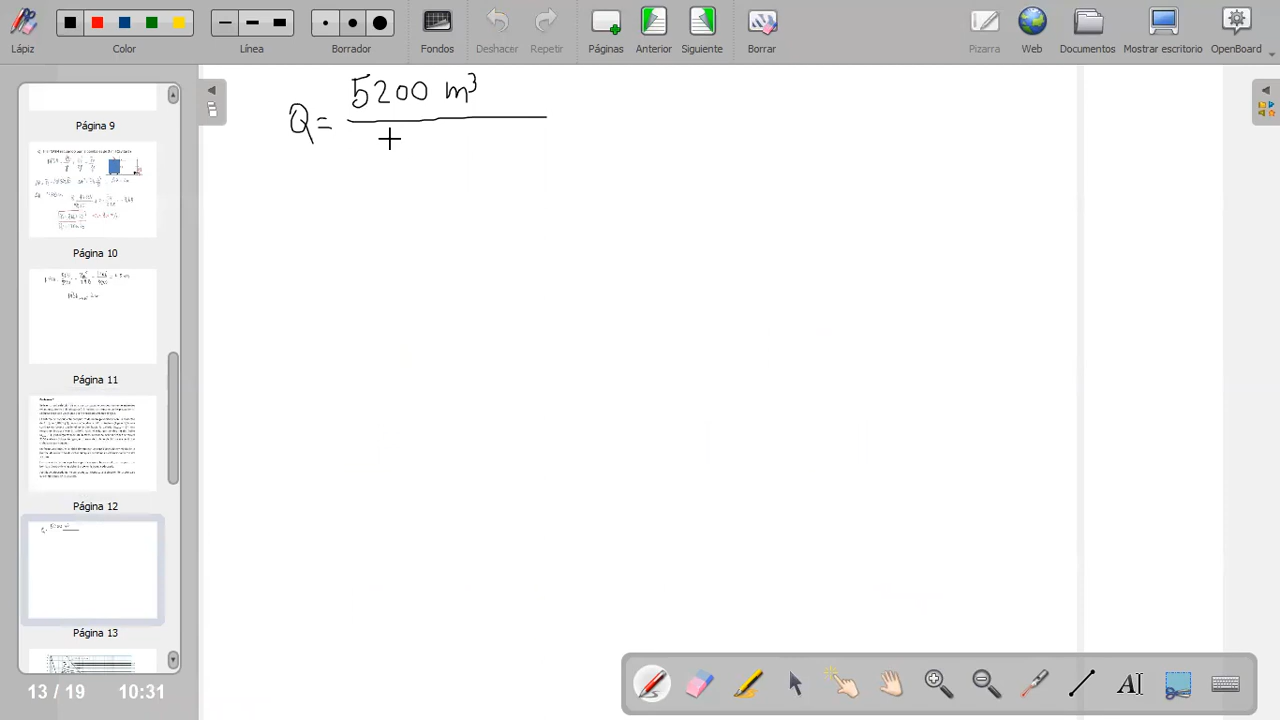 Lápiz
Color
Línea
Borrador
Fondos
Deshacer
Repetir
Páginas
Anterior
Siguiente
Borrar
Pizarra
Web
Documentos
Mostrar escritorio
OpenBoard
Q = 5200 m³
Página 9
Página 10
Página 11
Página 12
Página 13
13 / 19 10:31